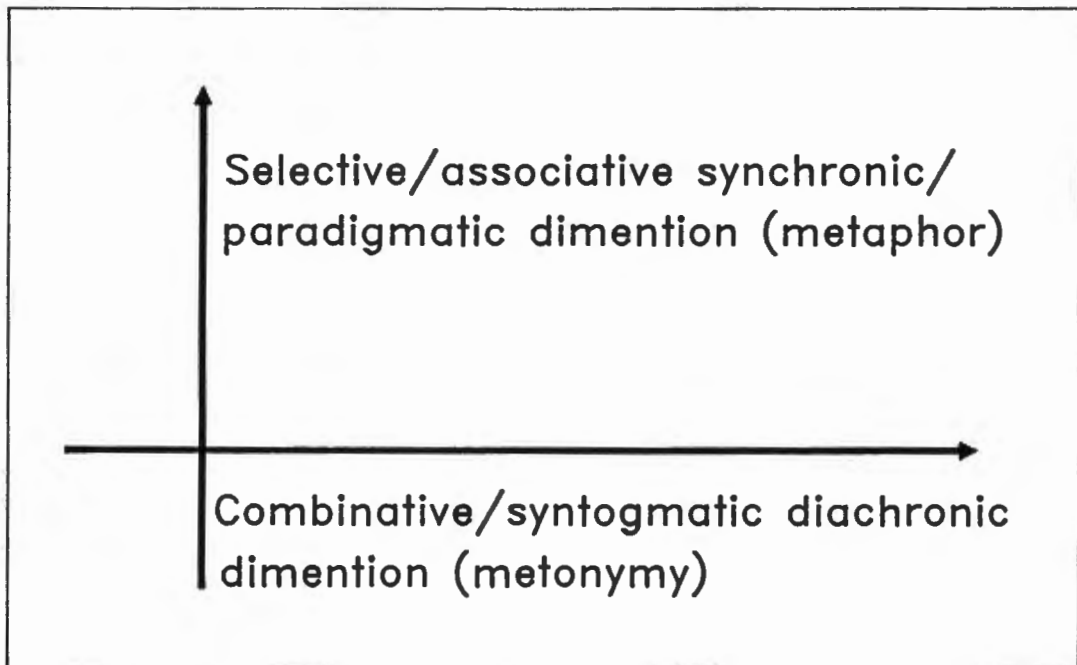 Selective/associative synchronic/
paradigmatic dimention (metaphor)
Combinative/syntogmatic diachronic
dimention (metonymy)